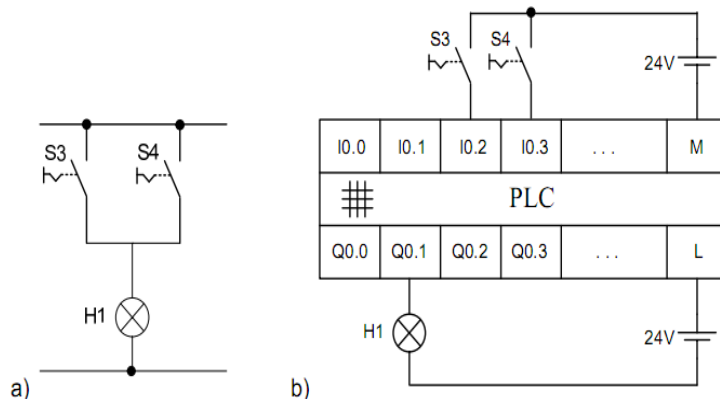 S3 S4
24V
S3 S4
I0.0 I0.1 I0.2 I0.3 . . . M
PLC
Q0.0 Q0.1 Q0.2 Q0.3 . . . L
H1
H1
24V
a)
b)